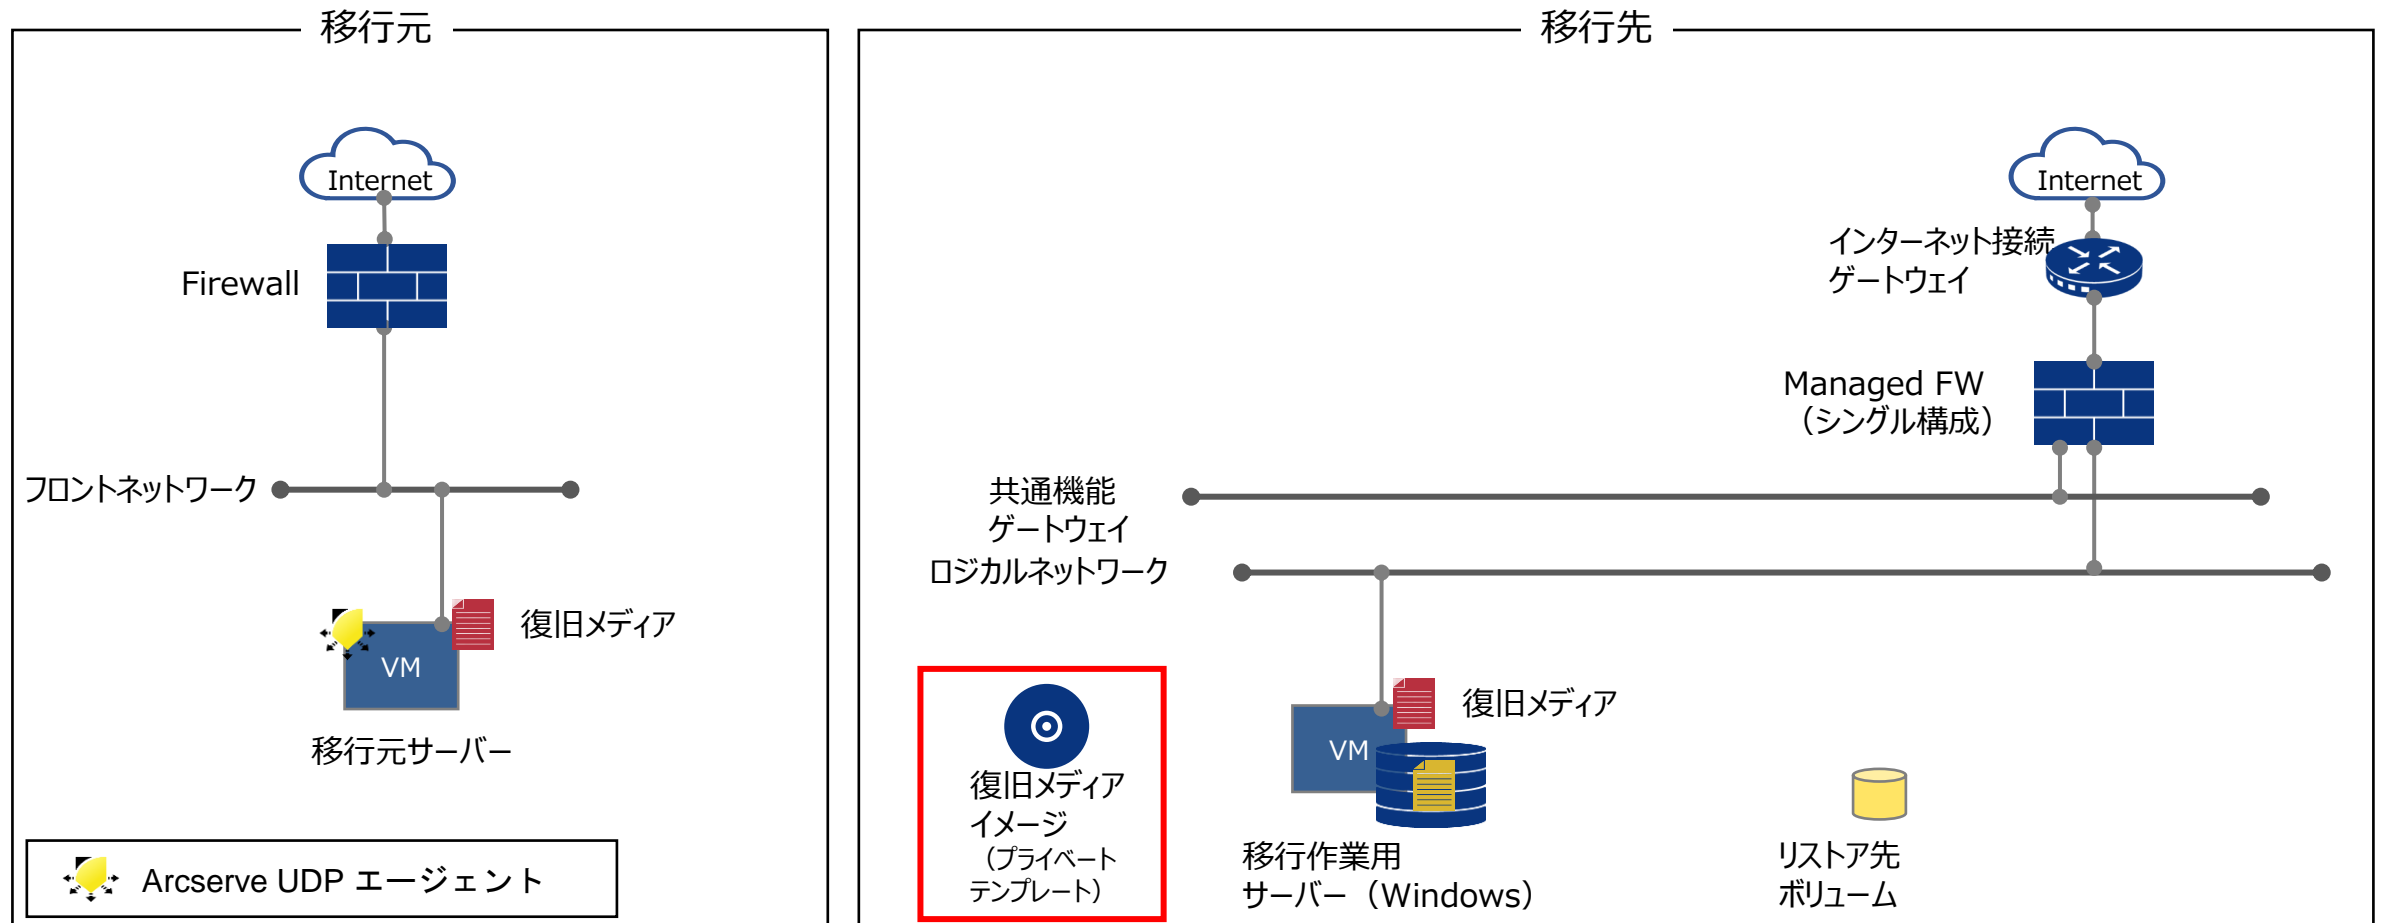 移行元
Internet
Firewall
フロントネットワーク
復旧メディア
VM
移行元サーバー
Arcserve UDP エージェント
移行先
Internet
インターネット接続
ゲートウェイ
Managed FW
（シングル構成）
共通機能
ゲートウェイ
ロジカルネットワーク
復旧メディア
VM
復旧メディア
イメージ
（プライベート
テンプレート）
移行作業用
サーバー（Windows）
リストア先
ボリューム